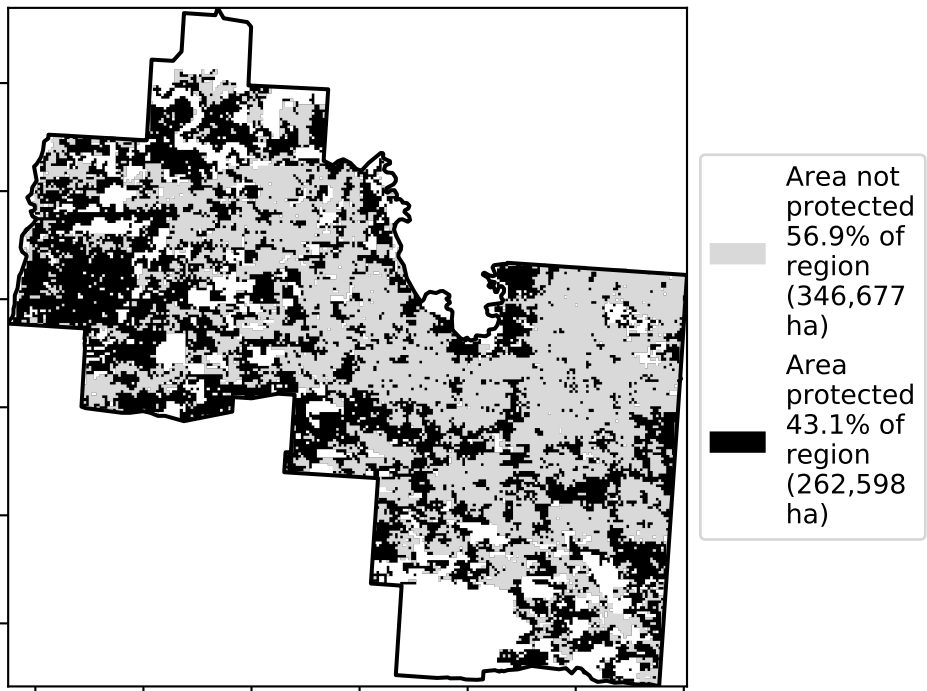 Area not
protected
56.9% of
region
(346,677
ha)
Area
protected
43.1% of
region
(262,598
ha)